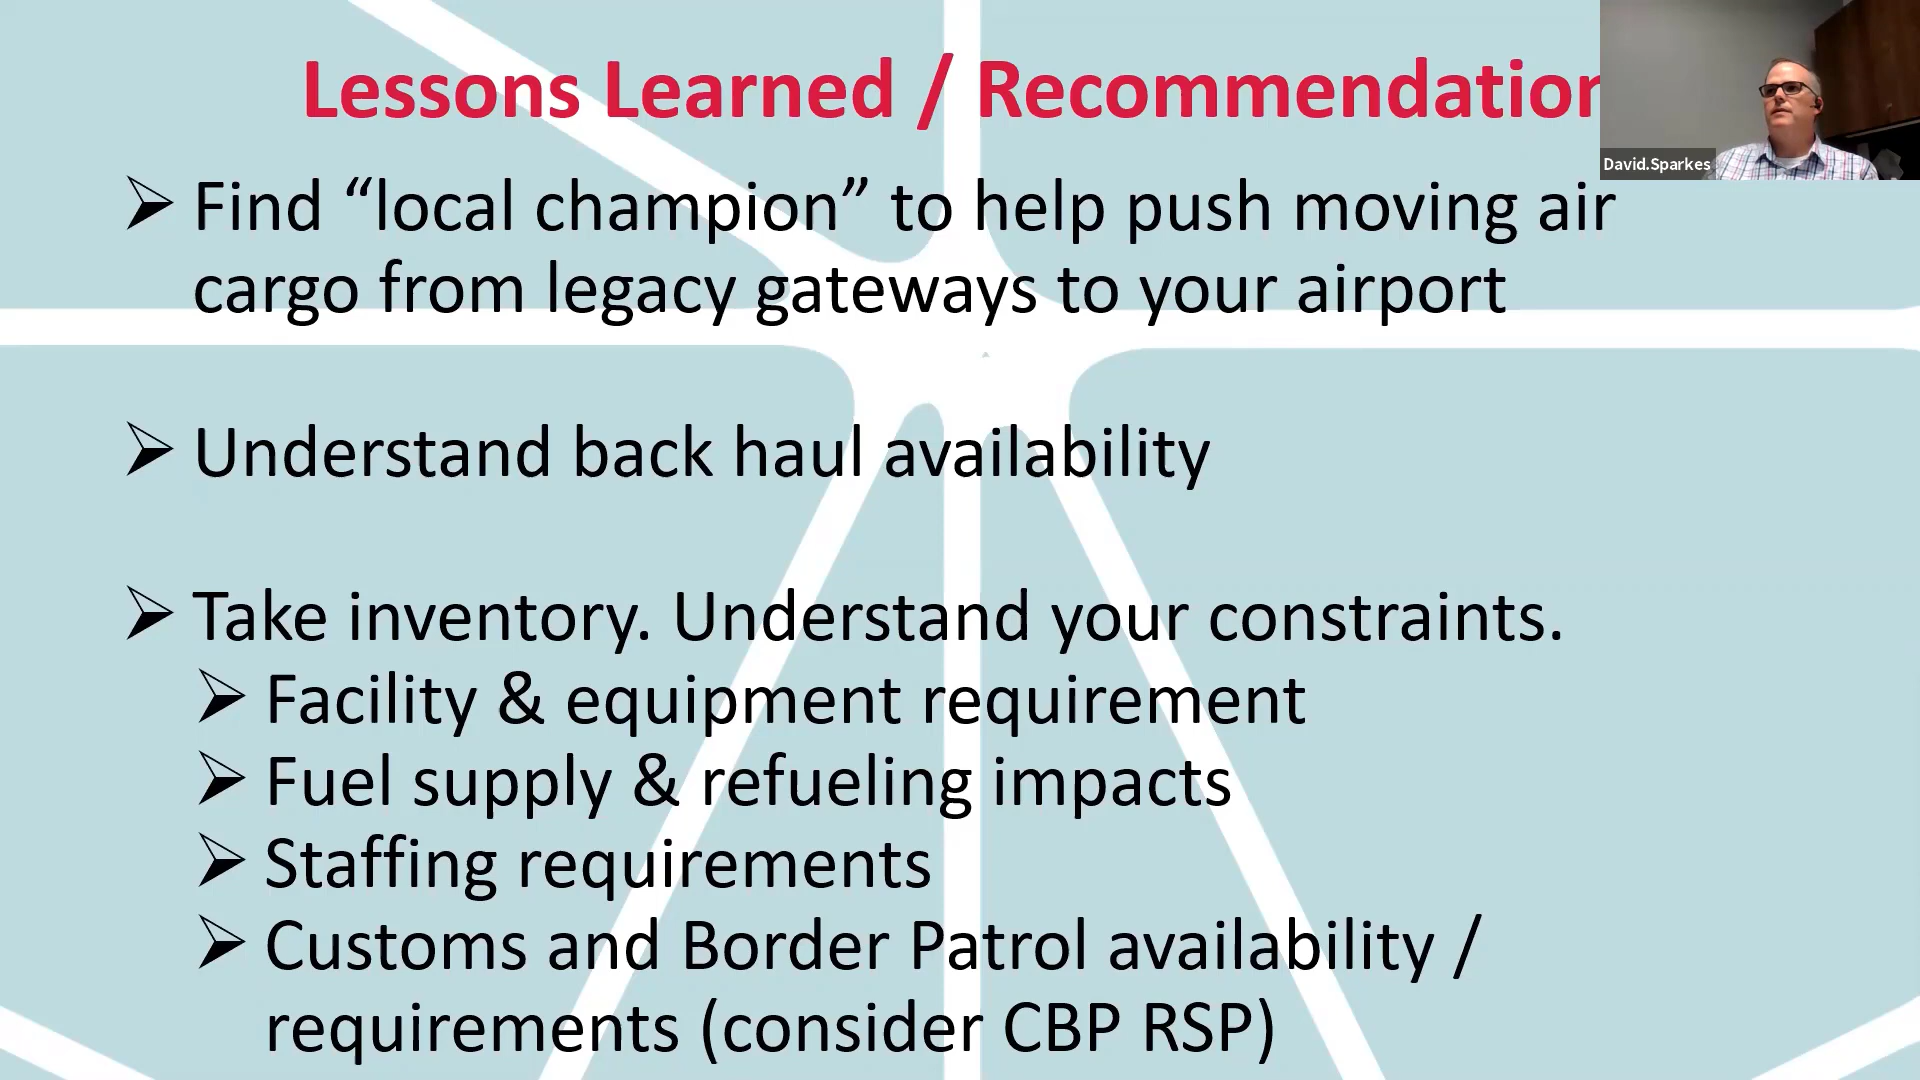 Lessons Learned / Recommendation
David.Sparkes
➢ Find “local champion” to help push moving air
cargo from legacy gateways to your airport
➢ Understand back haul availability
➢ Take inventory. Understand your constraints.
➢ Facility & equipment requirement
➢ Fuel supply & refueling impacts
➢ Staffing requirements
➢ Customs and Border Patrol availability /
requirements (consider CBP RSP)